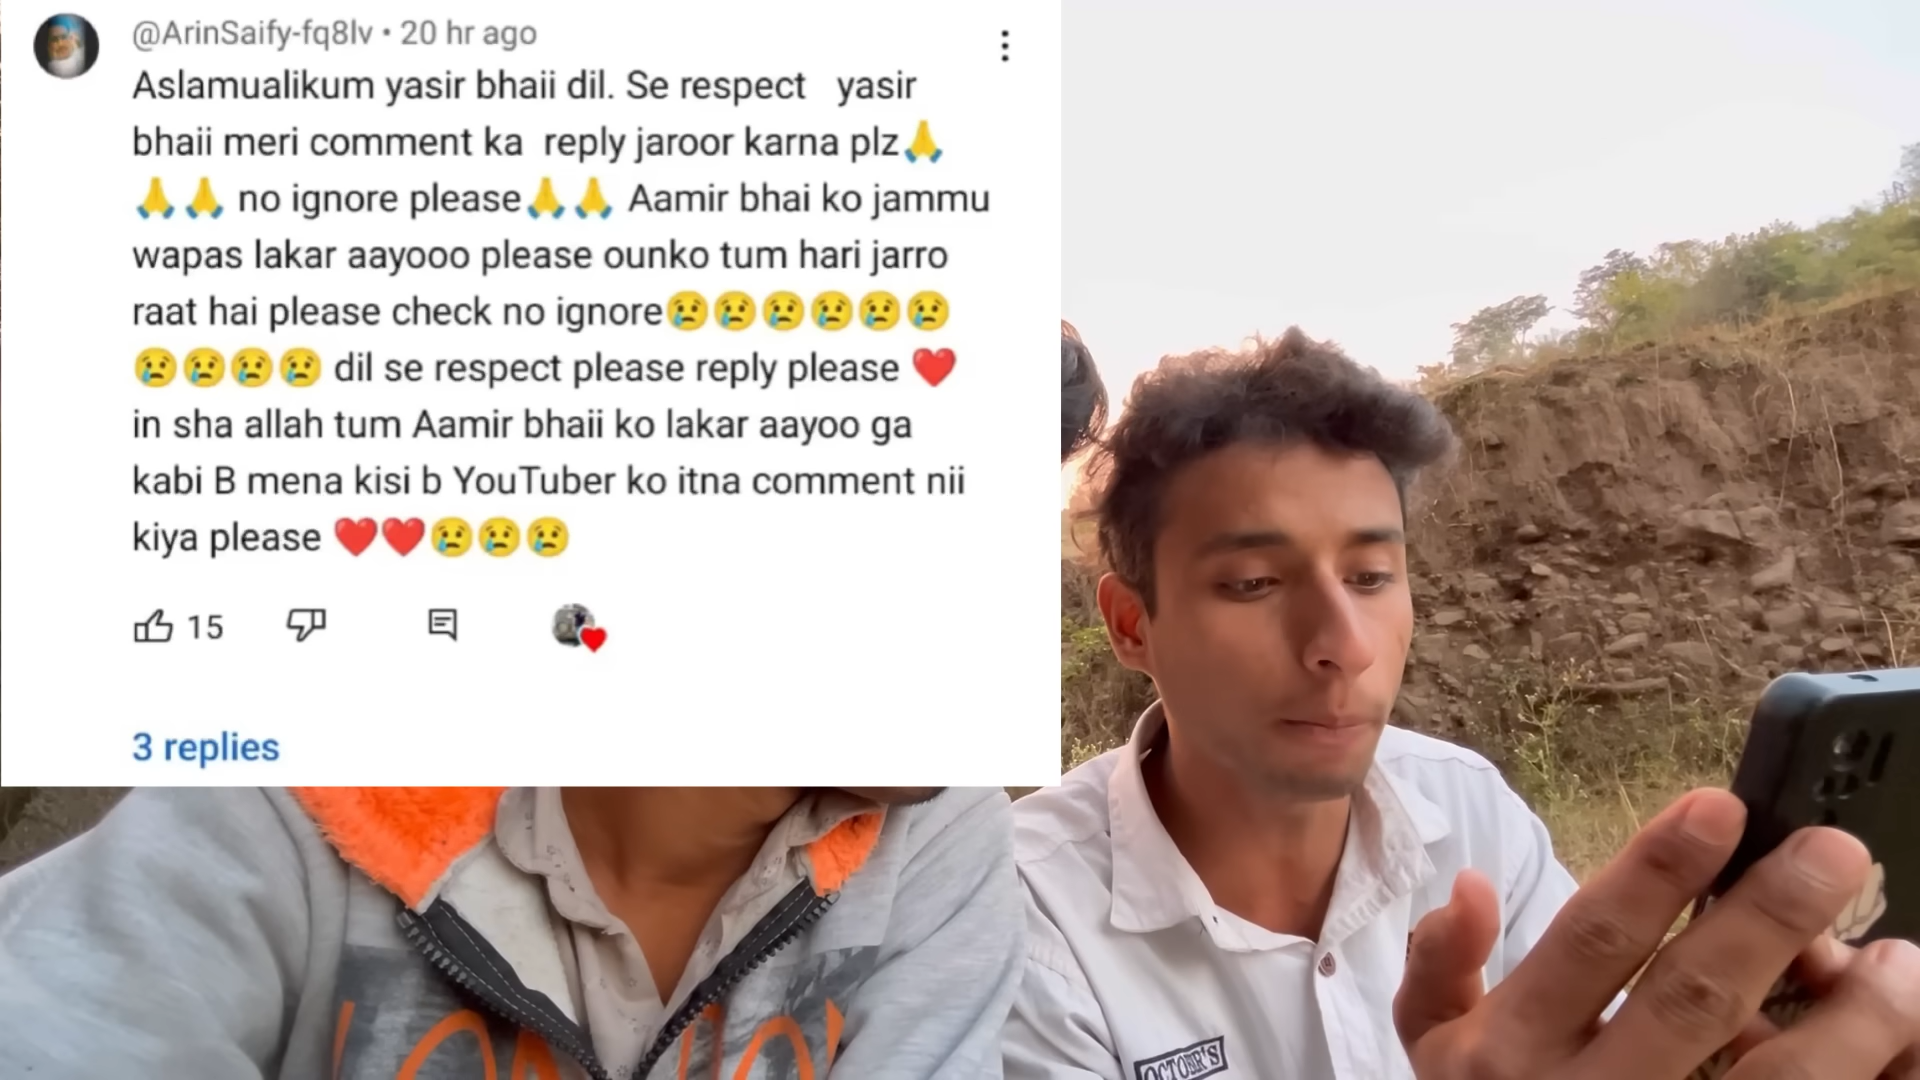 @ArinSaify-fq8lv • 20 hr ago
Aslamualikum yasir bhaii dil. Se respect yasir
bhaii meri comment ka reply jaroor karna plz🙏
🙏🙏 no ignore please🙏🙏 Aamir bhai ko jammu
wapas lakar aayooo please ounko tum hari jarro
raat hai please check no ignore😢😢😢😢😢😢
😢😢😢😢 dil se respect please reply please ❤️
in sha allah tum Aamir bhaii ko lakar aayoo ga
kabi B mena kisi b YouTuber ko itna comment nii
kiya please ❤️❤️😢😢😢
15
3 replies
OCTOBER'S